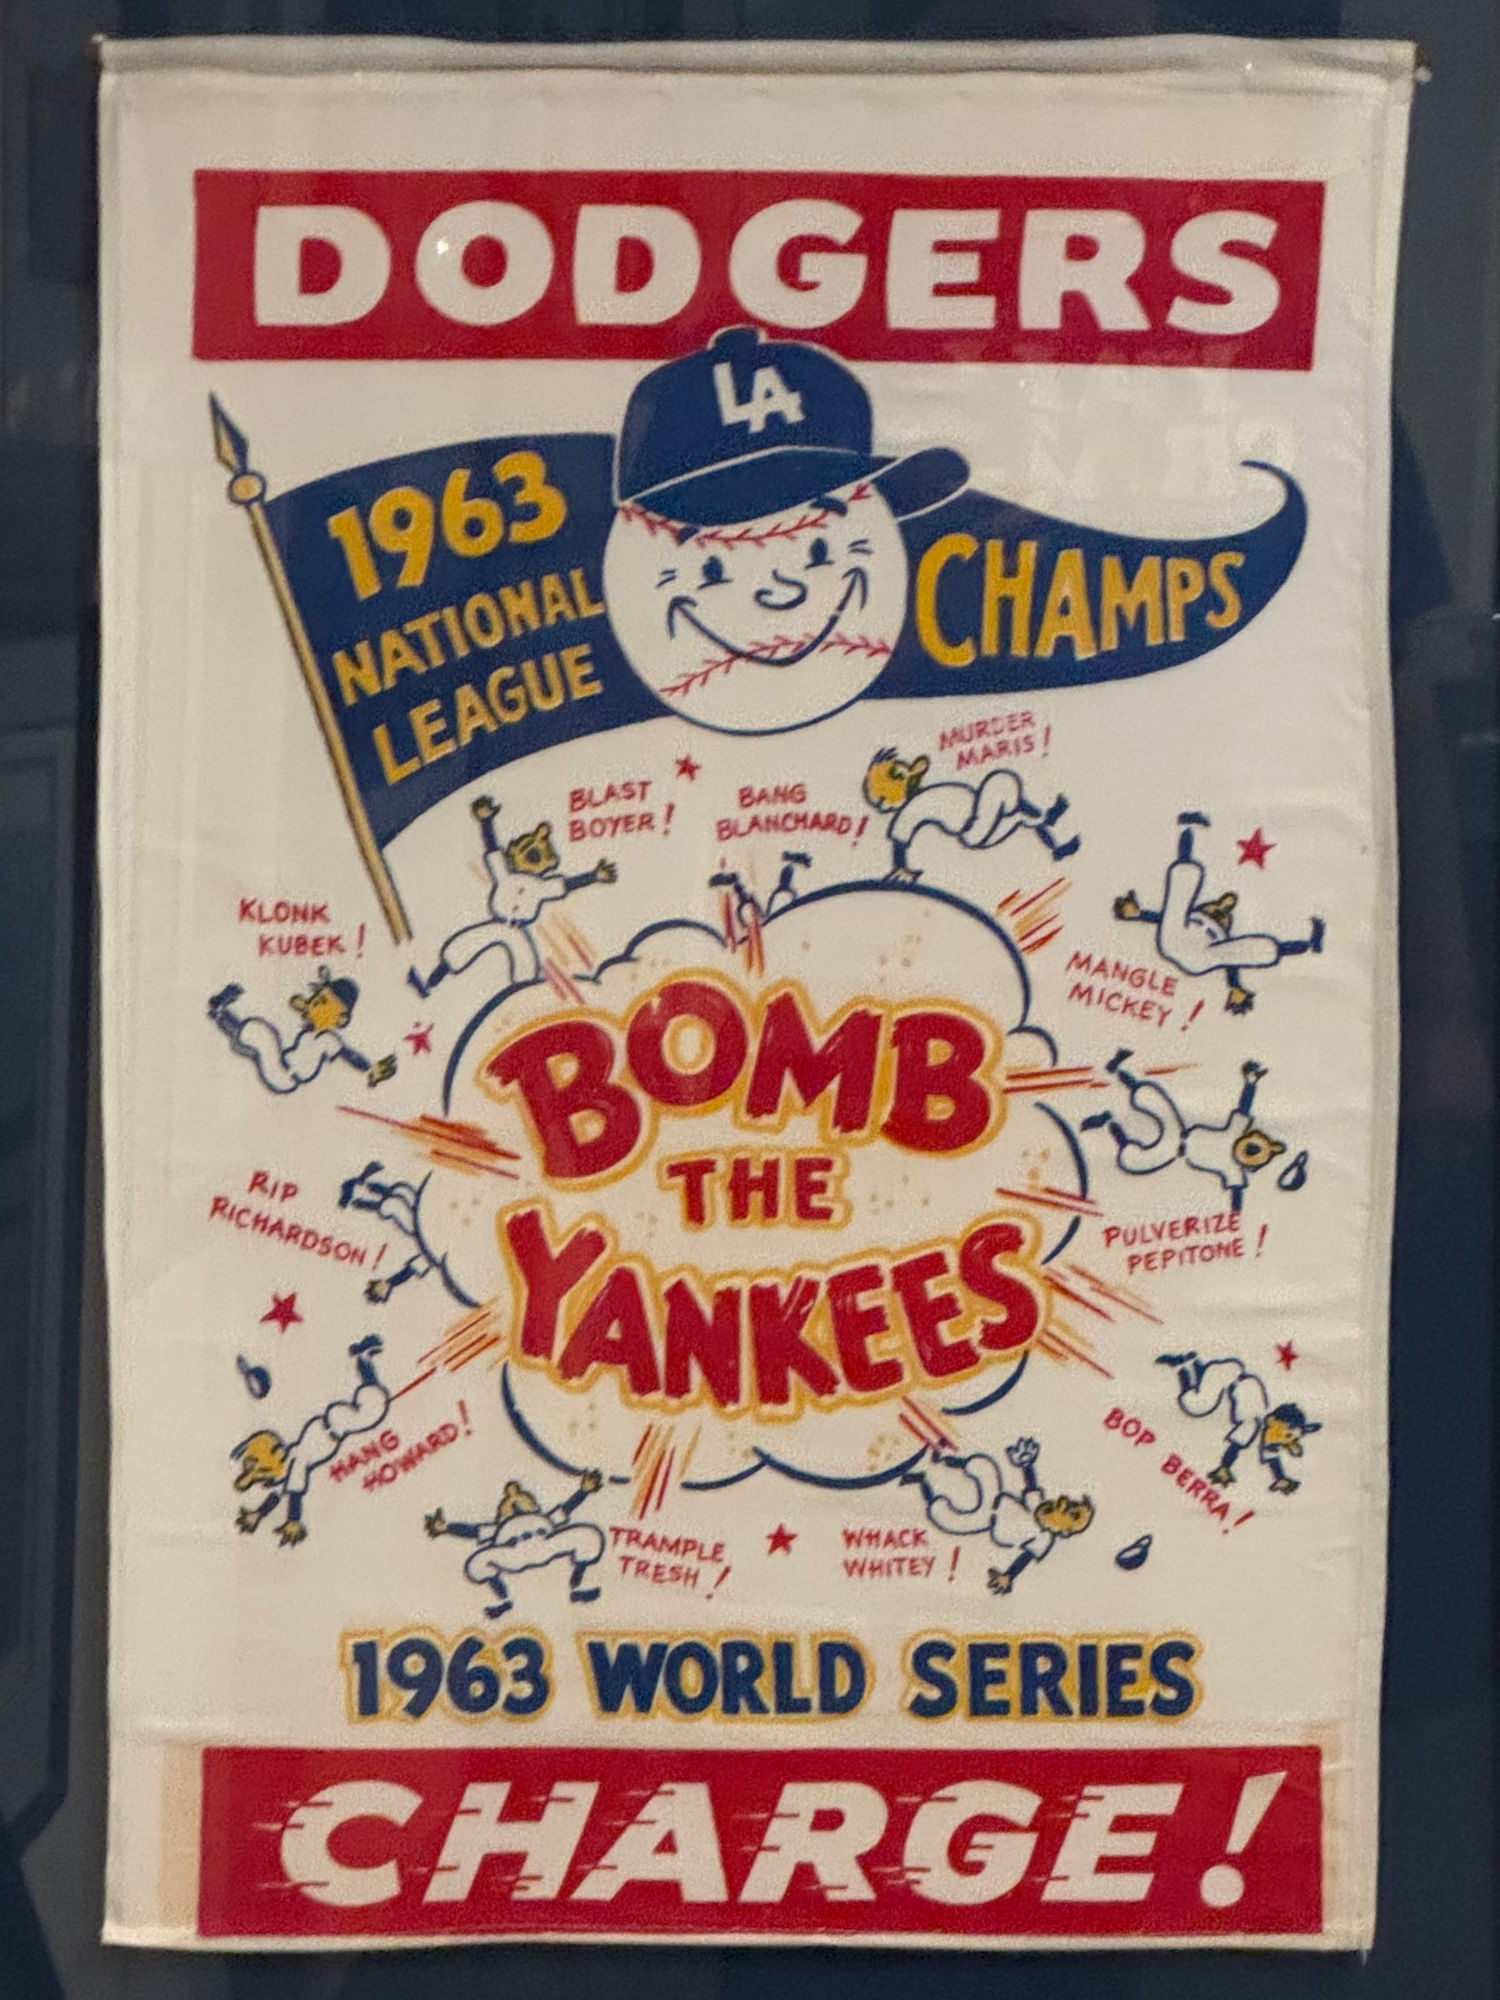 DODGERS
LA
1963
NATIONAL
LEAGUE
CHAMPS
MURDER
MARIS!
BLAST
BOYER!
BANG
BLANCHARD!
KLONK
KUBEK!
MANGLE
MICKEY!
BOMB
THE
YANKEES
RIP
RICHARDSON!
PULVERIZE
PEPITONE!
HANG
HOWARD!
BOP BERRA!
TRAMPLE
TRESH!
WHACK
WHITEY!
1963 WORLD SERIES
CHARGE!